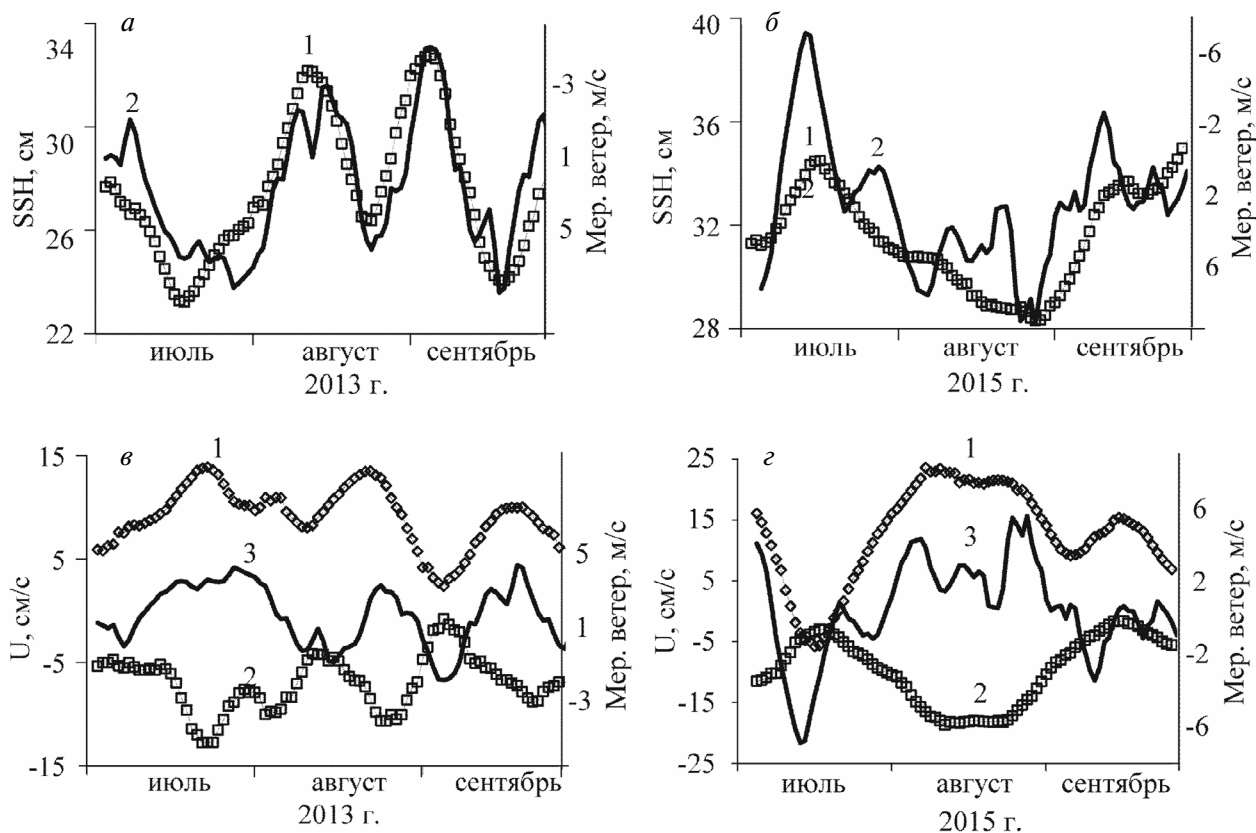 а
34
30
26
22
SSH, см
1
2
-3
1
5
Мер. ветер, м/с
июль
август
сентябрь
2013 г.
б
40
36
32
28
SSH, см
1
2
2
-6
-2
2
6
Мер. ветер, м/с
июль
август
сентябрь
2015 г.
в
15
5
-5
-15
U, см/с
1
3
2
5
1
-3
Мер. ветер, м/с
июль
август
сентябрь
2013 г.
г
25
15
5
-5
-15
-25
U, см/с
1
3
2
6
2
-2
-6
Мер. ветер, м/с
июль
август
сентябрь
2015 г.